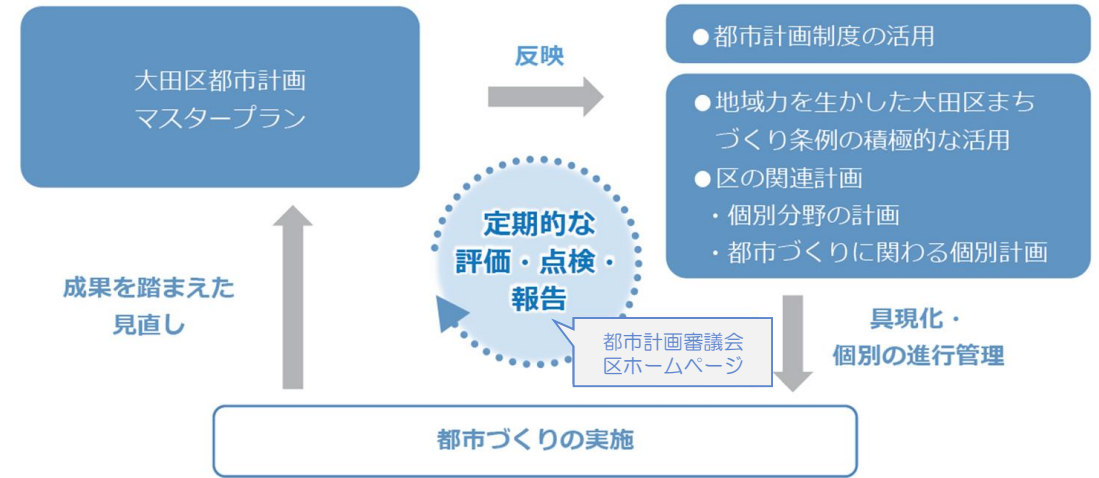 大田区都市計画
マスタープラン
反映
●都市計画制度の活用
●地域力を生かした大田区まち
づくり条例の積極的な活用
●区の関連計画
・個別分野の計画
・都市づくりに関わる個別計画
定期的な
評価・点検・
報告
都市計画審議会
区ホームページ
成果を踏まえた
見直し
具現化・
個別の進行管理
都市づくりの実施